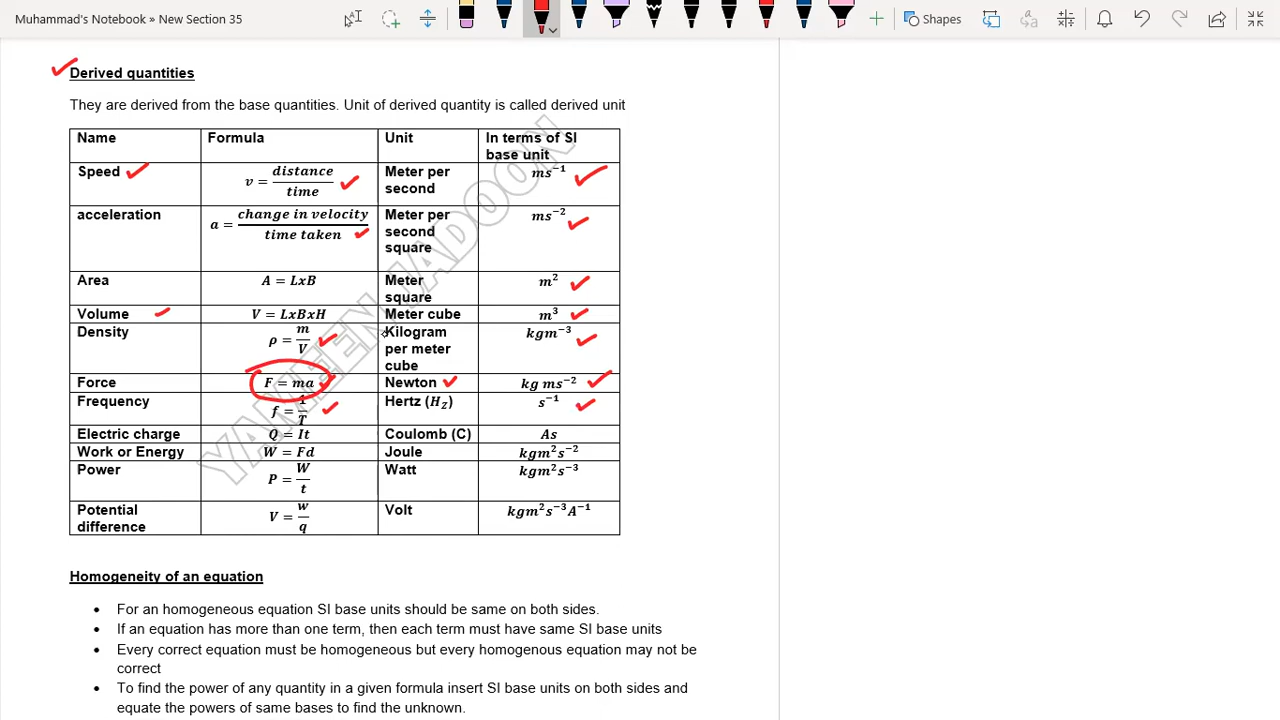 Muhammad's Notebook » New Section 35
Shapes
Derived quantities
They are derived from the base quantities. Unit of derived quantity is called derived unit
Name Formula Unit In terms of SI
base unit
Speed v = distance/time Meter per
second ms⁻¹
acceleration a = change in velocity/time taken Meter per
second
square ms⁻²
Area A = LxB Meter
square m²
Volume V = LxBxH Meter cube m³
Density ρ = m/V Kilogram
per meter
cube kgm⁻³
Force F = ma Newton kg ms⁻²
Frequency f = 1/T Hertz (H_Z) s⁻¹
Electric charge Q = It Coulomb (C) As
Work or Energy W = Fd Joule kgm²s⁻²
Power P = W/t Watt kgm²s⁻³
Potential
difference V = w/q Volt kgm²s⁻³A⁻¹
YAMEEN JADOON
Homogeneity of an equation
• For an homogeneous equation SI base units should be same on both sides.
• If an equation has more than one term, then each term must have same SI base units
• Every correct equation must be homogeneous but every homogenous equation may not be
correct
• To find the power of any quantity in a given formula insert SI base units on both sides and
equate the powers of same bases to find the unknown.